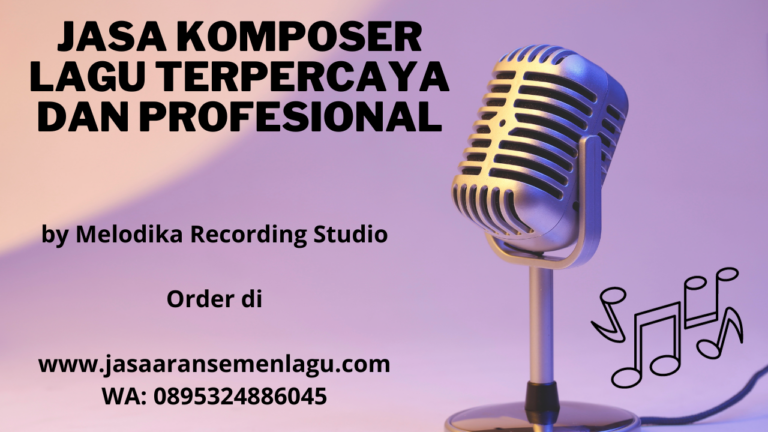 JASA KOMPOSER
LAGU TERPERCAYA
DAN PROFESIONAL
by Melodika Recording Studio
Order di
www.jasaaransemenlagu.com
WA: 0895324886045